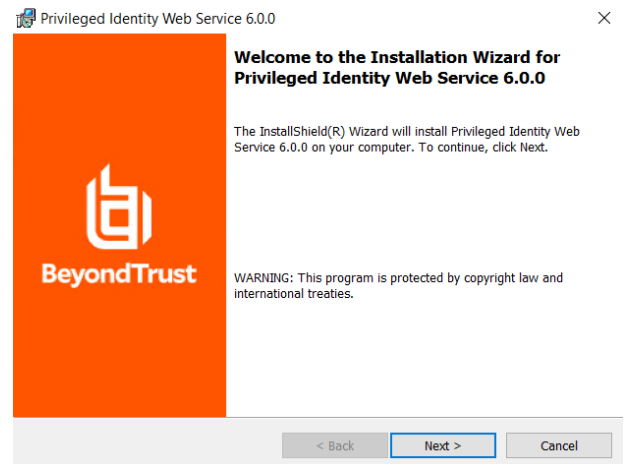 Privileged Identity Web Service 6.0.0
Welcome to the Installation Wizard for
Privileged Identity Web Service 6.0.0
The InstallShield(R) Wizard will install Privileged Identity Web
Service 6.0.0 on your computer. To continue, click Next.
BeyondTrust
WARNING: This program is protected by copyright law and
international treaties.
< Back
Next >
Cancel